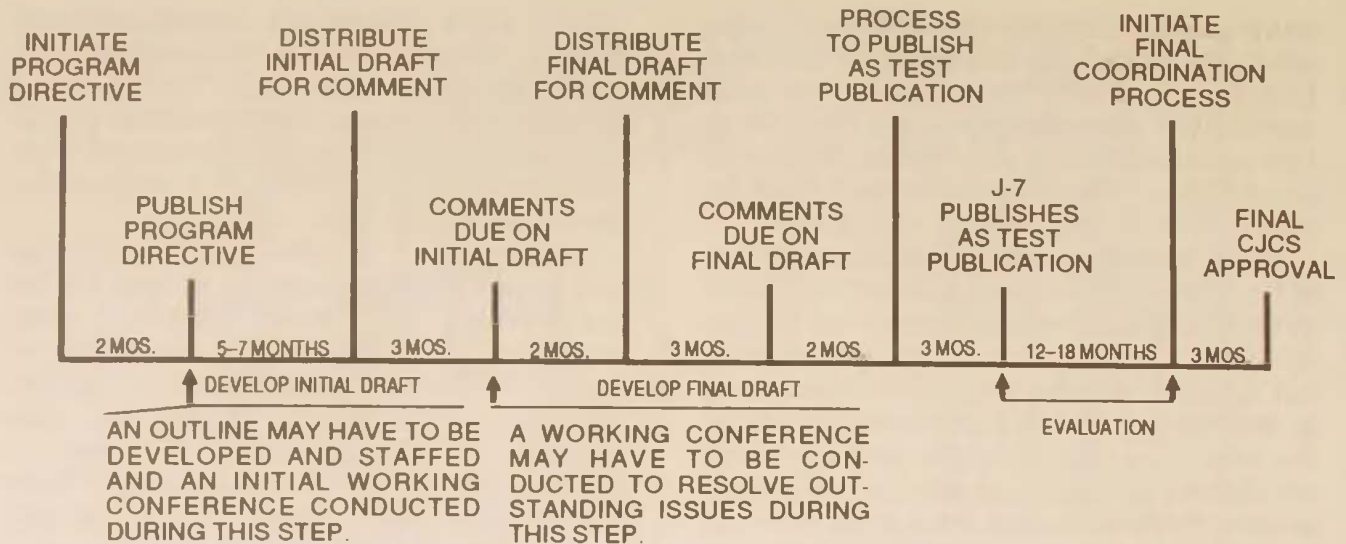 INITIATE
PROGRAM
DIRECTIVE
DISTRIBUTE
INITIAL DRAFT
FOR COMMENT
DISTRIBUTE
FINAL DRAFT
FOR COMMENT
PROCESS
TO PUBLISH
AS TEST
PUBLICATION
INITIATE
FINAL
COORDINATION
PROCESS
PUBLISH
PROGRAM
DIRECTIVE
COMMENTS
DUE ON
INITIAL DRAFT
COMMENTS
DUE ON
FINAL DRAFT
J-7
PUBLISHES
AS TEST
PUBLICATION
FINAL
CJCS
APPROVAL
2 MOS.
5–7 MONTHS
3 MOS.
2 MOS.
3 MOS.
2 MOS.
3 MOS.
12–18 MONTHS
3 MOS.
DEVELOP INITIAL DRAFT
DEVELOP FINAL DRAFT
EVALUATION
AN OUTLINE MAY HAVE TO BE
DEVELOPED AND STAFFED
AND AN INITIAL WORKING
CONFERENCE CONDUCTED
DURING THIS STEP.
A WORKING CONFERENCE
MAY HAVE TO BE CON-
DUCTED TO RESOLVE OUT-
STANDING ISSUES DURING
THIS STEP.